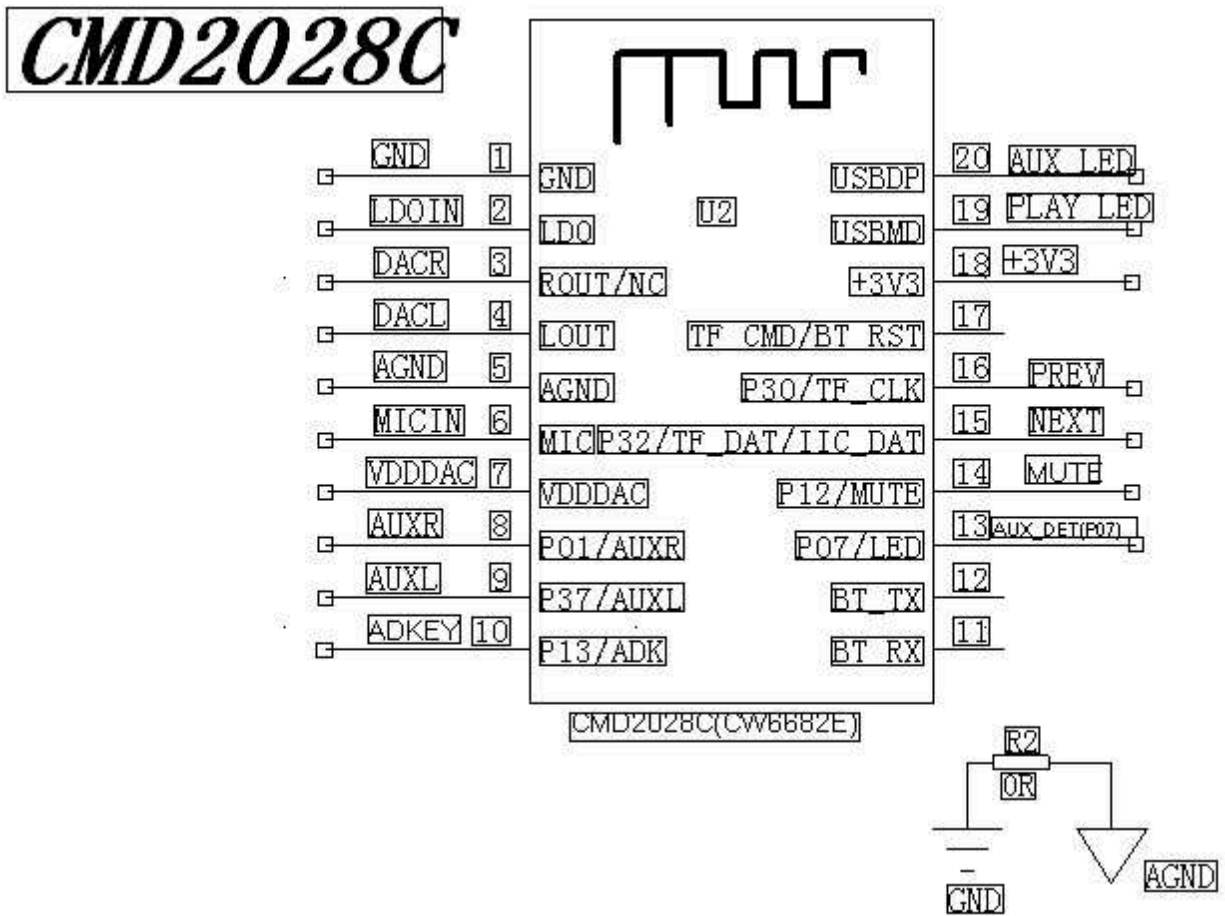 CMD2028C
GND 1 GND USBDP 20 AUX_LED
LDOIN 2 LDO U2 USBMD 19 PLAY_LED
DACR 3 ROUT/NC +3V3 18 +3V3
DACL 4 LOUT TF_CMD/BT_RST 17
AGND 5 AGND P30/TF_CLK 16 PREV
MICIN 6 MIC P32/TF_DAT/IIC_DAT 15 NEXT
VDDDAC 7 VDDDAC P12/MUTE 14 MUTE
AUXR 8 P01/AUXR P07/LED 13 AUX_DET(P07)
AUXL 9 P37/AUXL BT_TX 12
ADKEY 10 P13/ADK BT_RX 11
CMD2028C(CW6682E)
R2
0R
GND AGND